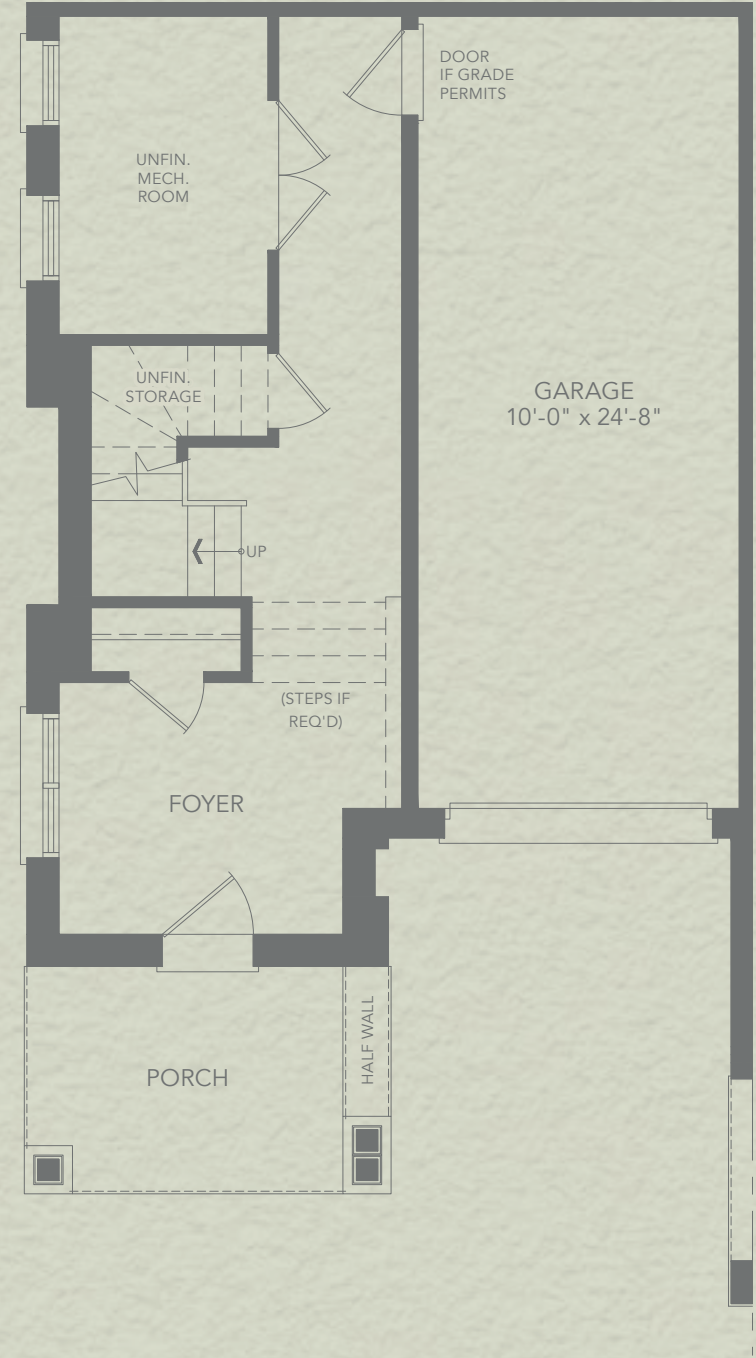 DOOR
IF GRADE
PERMITS
UNFIN.
MECH.
ROOM
UNFIN.
STORAGE
GARAGE
10'-0" x 24'-8"
UP
(STEPS IF
REQ'D)
FOYER
HALF WALL
PORCH